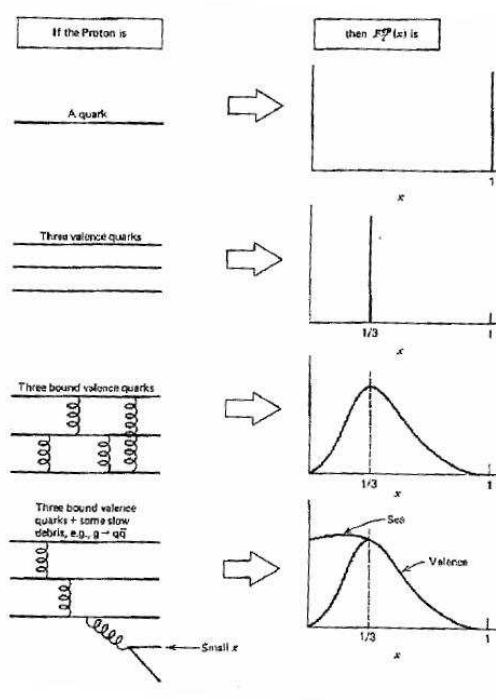 If the Proton is
then F₂ᵉᵖ(x) is
A quark
1
x
Three valence quarks
1/3
1
x
Three bound valence quarks
1/3
1
x
Three bound valence
quarks + some slow
debris, e.g., g → qq̄
Small x
Sea
Valence
1/3
1
x